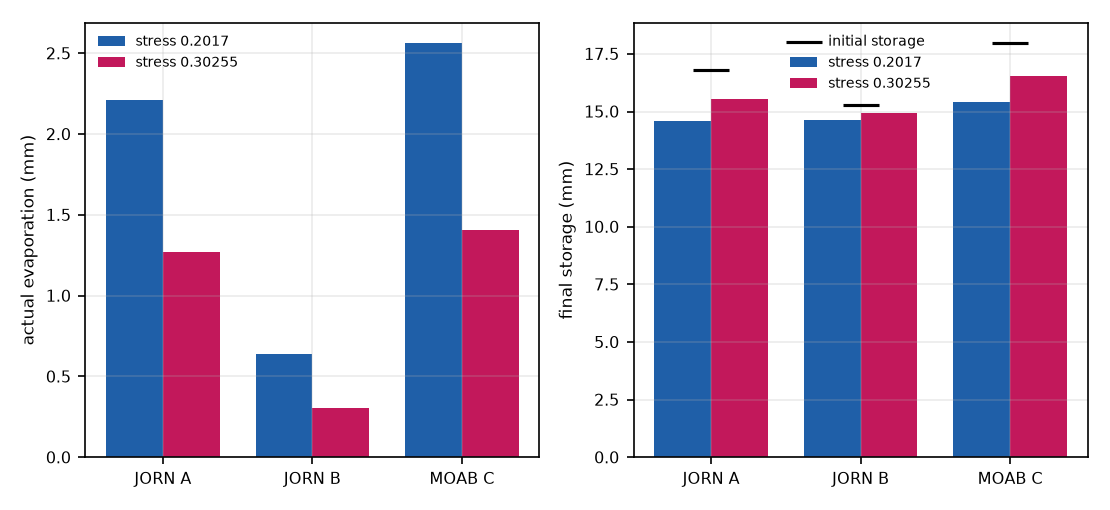 actual evaporation (mm)
2.5
2.0
1.5
1.0
0.5
0.0
stress 0.2017
stress 0.30255
JORN A
JORN B
MOAB C
final storage (mm)
17.5
15.0
12.5
10.0
7.5
5.0
2.5
0.0
initial storage
stress 0.2017
stress 0.30255
JORN A
JORN B
MOAB C